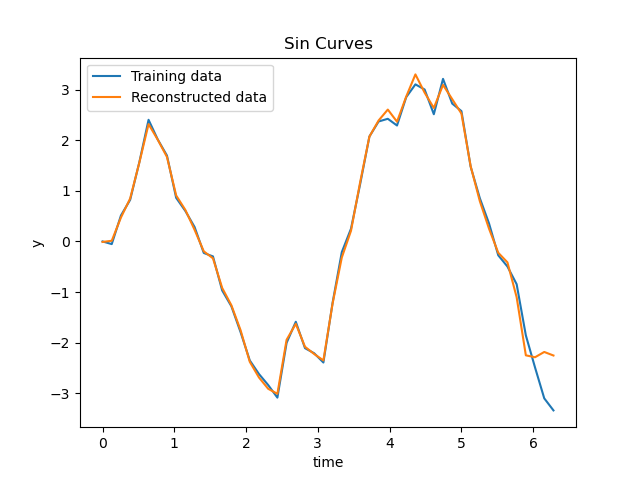 Sin Curves
Training data
Reconstructed data
y
3
2
1
0
−1
−2
−3
0 1 2 3 4 5 6
time